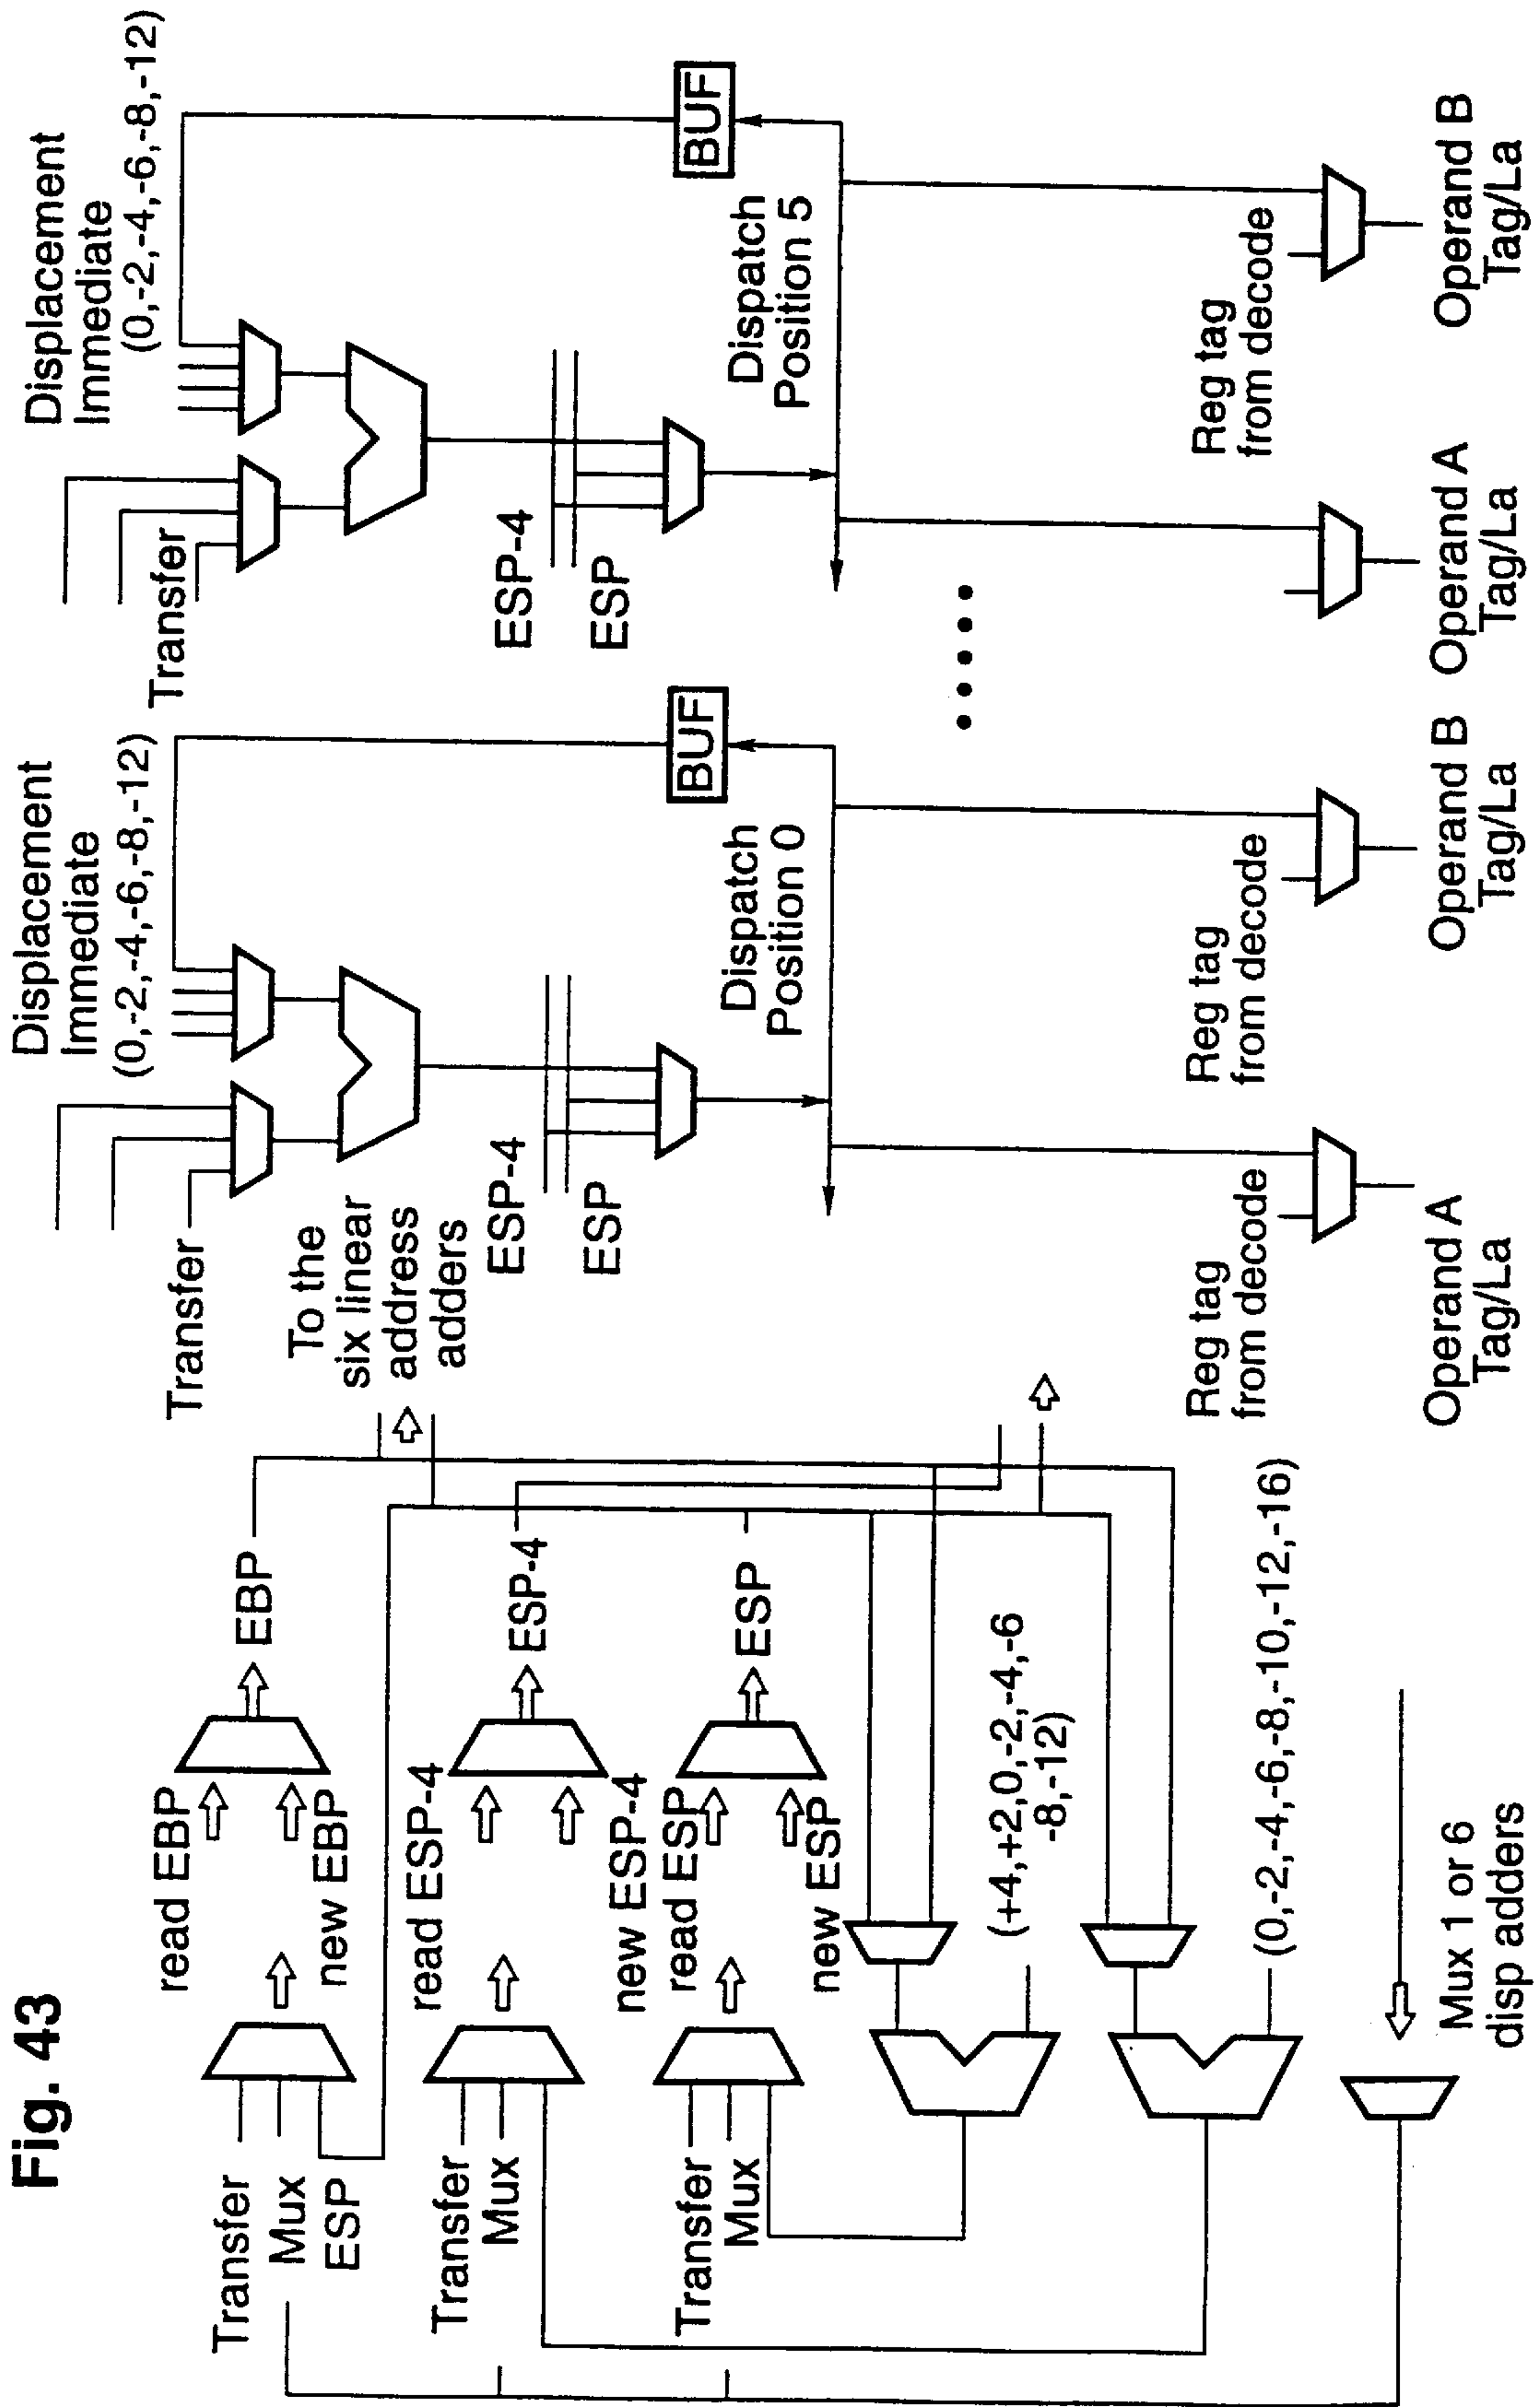 Fig. 43
Transfer
Mux
ESP
read EBP
new EBP
EBP
Transfer
Mux
read ESP-4
new ESP-4
ESP-4
Transfer
Mux
read ESP
new ESP
ESP
(+4,+2,0,-2,-4,-6
-8,-12)
(0,-2,-4,-6,-8,-10,-12,-16)
Mux 1 or 6
disp adders
To the
six linear
address
adders
Displacement
Immediate
(0,-2,-4,-6,-8,-12)
Transfer
ESP-4
ESP
BUF
Dispatch
Position 0
Reg tag
from decode
Operand A
Tag/La
Reg tag
from decode
Operand B
Tag/La
Displacement
Immediate
(0,-2,-4,-6,-8,-12)
Transfer
ESP-4
ESP
BUF
Dispatch
Position 5
Operand A
Tag/La
Reg tag
from decode
Operand B
Tag/La